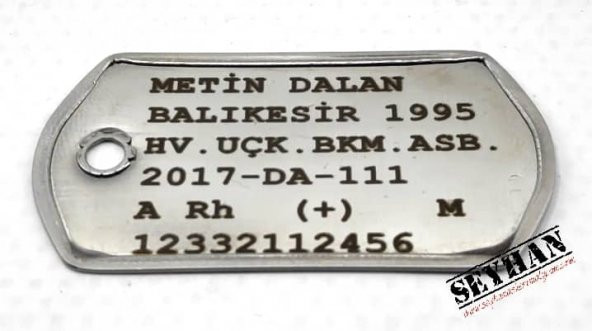 METİN DALAN
BALIKESİR 1995
HV.UÇK.BKM.ASB.
2017-DA-111
A Rh (+) M
12332112456
SEYHAN